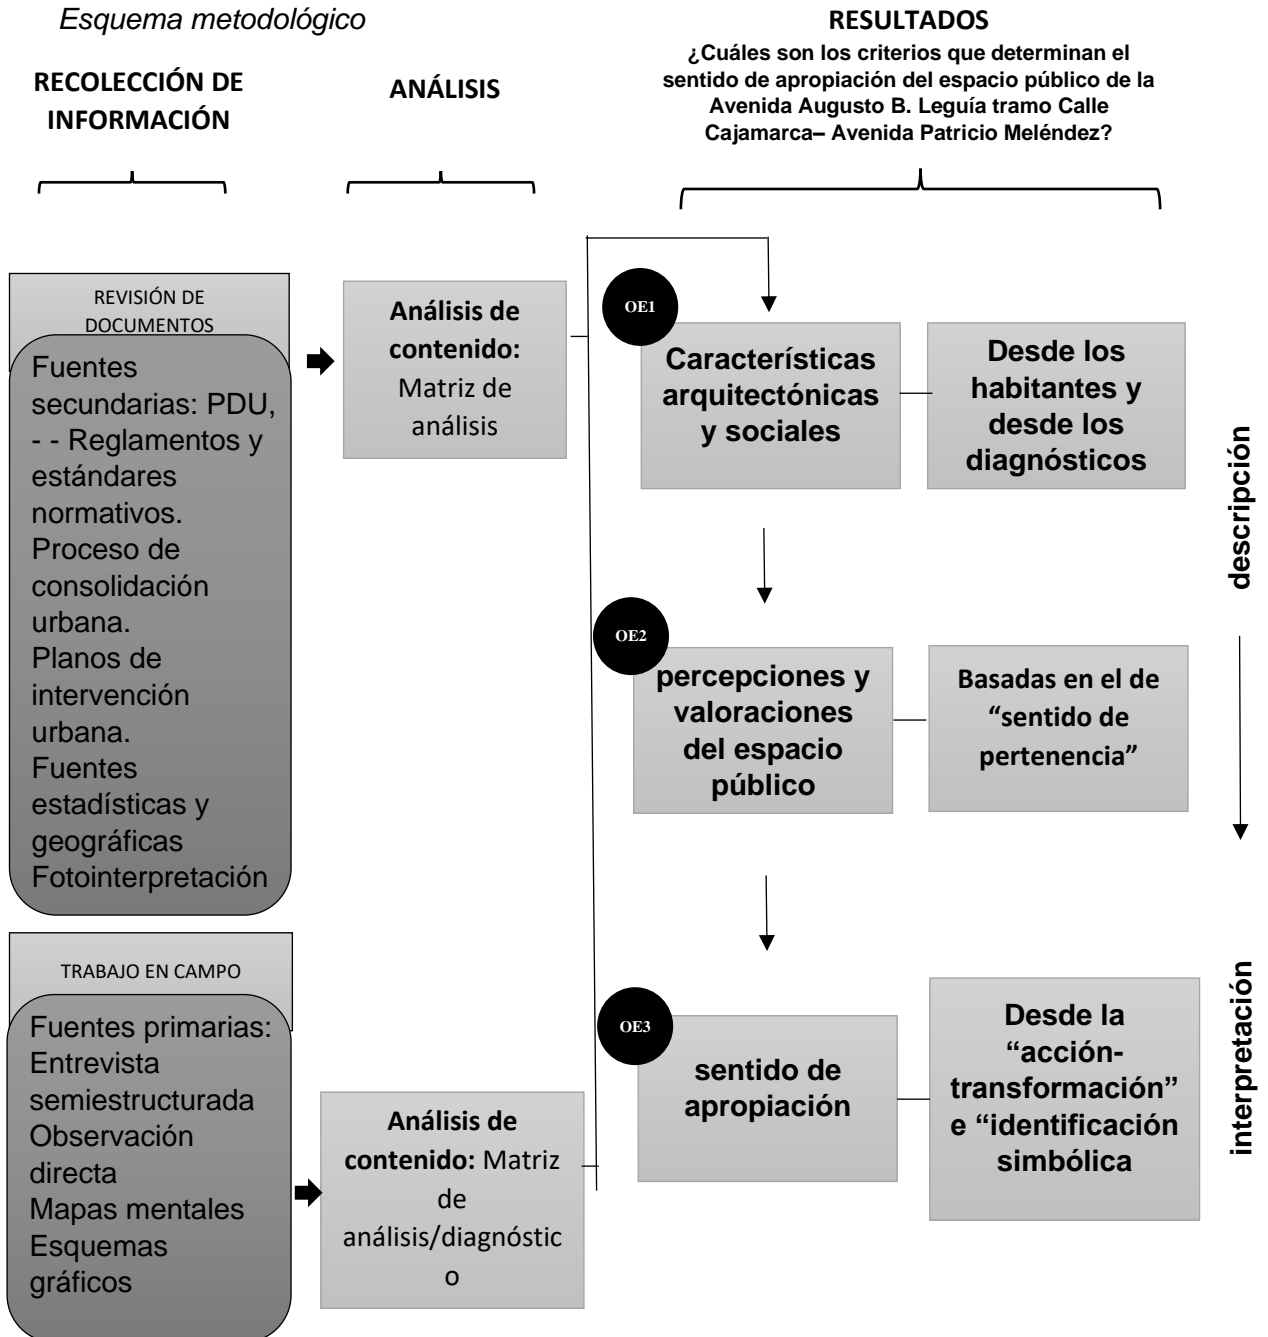 Esquema metodológico
RECOLECCIÓN DE
INFORMACIÓN
ANÁLISIS
RESULTADOS
¿Cuáles son los criterios que determinan el
sentido de apropiación del espacio público de la
Avenida Augusto B. Leguía tramo Calle
Cajamarca– Avenida Patricio Meléndez?
REVISIÓN DE
DOCUMENTOS
Fuentes
secundarias: PDU,
- - Reglamentos y
estándares
normativos.
Proceso de
consolidación
urbana.
Planos de
intervención
urbana.
Fuentes
estadísticas y
geográficas
Fotointerpretación
Análisis de
contenido:
Matriz de
análisis
OE1
Características
arquitectónicas
y sociales
Desde los
habitantes y
desde los
diagnósticos
descripción
OE2
percepciones y
valoraciones
del espacio
público
Basadas en el de
“sentido de
pertenencia”
TRABAJO EN CAMPO
Fuentes primarias:
Entrevista
semiestructurada
Observación
directa
Mapas mentales
Esquemas
gráficos
Análisis de
contenido: Matriz
de
análisis/diagnóstic
o
OE3
sentido de
apropiación
Desde la
“acción-
transformación”
e “identificación
simbólica
interpretación